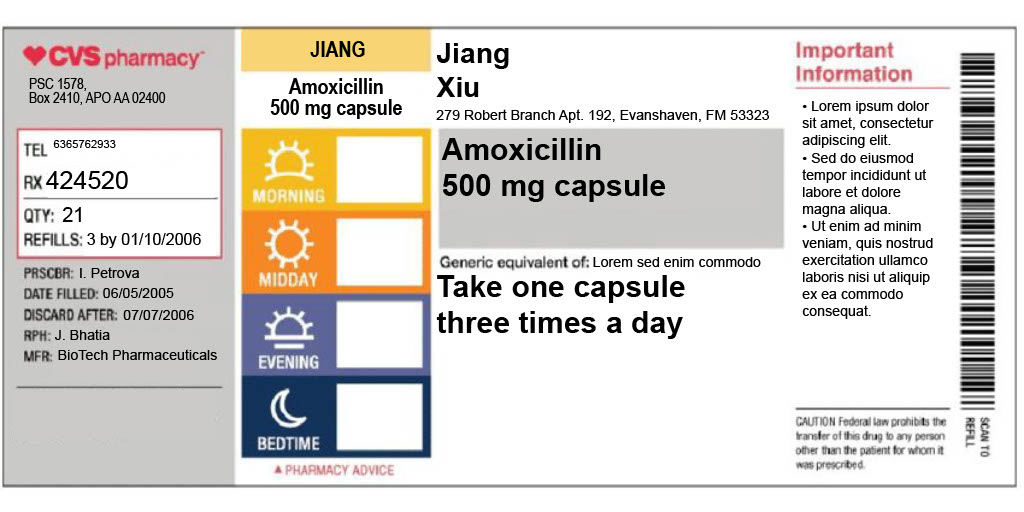 CVS pharmacy
PSC 1578,
Box 2410, APO AA 02400
TEL 6365762933
RX 424520
QTY: 21
REFILLS: 3 by 01/10/2006
PRSCBR: I. Petrova
DATE FILLED: 06/05/2005
DISCARD AFTER: 07/07/2006
RPH: J. Bhatia
MFR: BioTech Pharmaceuticals
JIANG
Amoxicillin
500 mg capsule
MORNING
MIDDAY
EVENING
BEDTIME
▲ PHARMACY ADVICE
Jiang
Xiu
279 Robert Branch Apt. 192, Evanshaven, FM 53323
Amoxicillin
500 mg capsule
Generic equivalent of: Lorem sed enim commodo
Take one capsule
three times a day
Important
Information
• Lorem ipsum dolor
sit amet, consectetur
adipiscing elit.
• Sed do eiusmod
tempor incididunt ut
labore et dolore
magna aliqua.
• Ut enim ad minim
veniam, quis nostrud
exercitation ullamco
laboris nisi ut aliquip
ex ea commodo
consequat.
CAUTION Federal law prohibits the
transfer of this drug to any person
other than the patient for whom it
was prescribed.
SCAN TO
REFILL